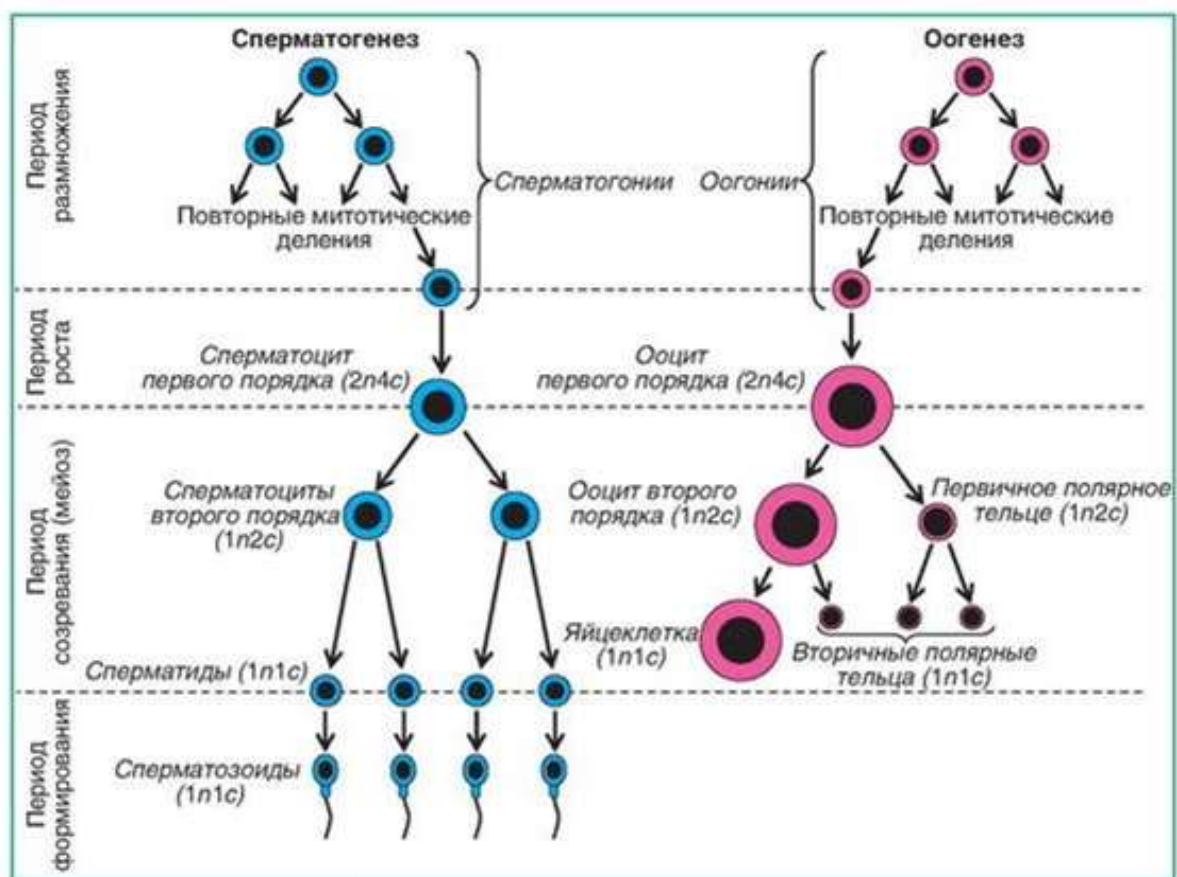 Сперматогенез
Оогенез
Период
размножения
Сперматогонии
Оогонии
Повторные митотические
деления
Повторные митотические
деления
Период
роста
Сперматоцит
первого порядка (2n4c)
Ооцит
первого порядка (2n4c)
Период
созревания (мейоз)
Сперматоциты
второго порядка
(1n2c)
Ооцит второго
порядка (1n2c)
Первичное полярное
тельце (1n2c)
Яйцеклетка
(1n1c)
Вторичные полярные
тельца (1n1c)
Сперматиды (1n1c)
Период
формирования
Сперматозоиды
(1n1c)